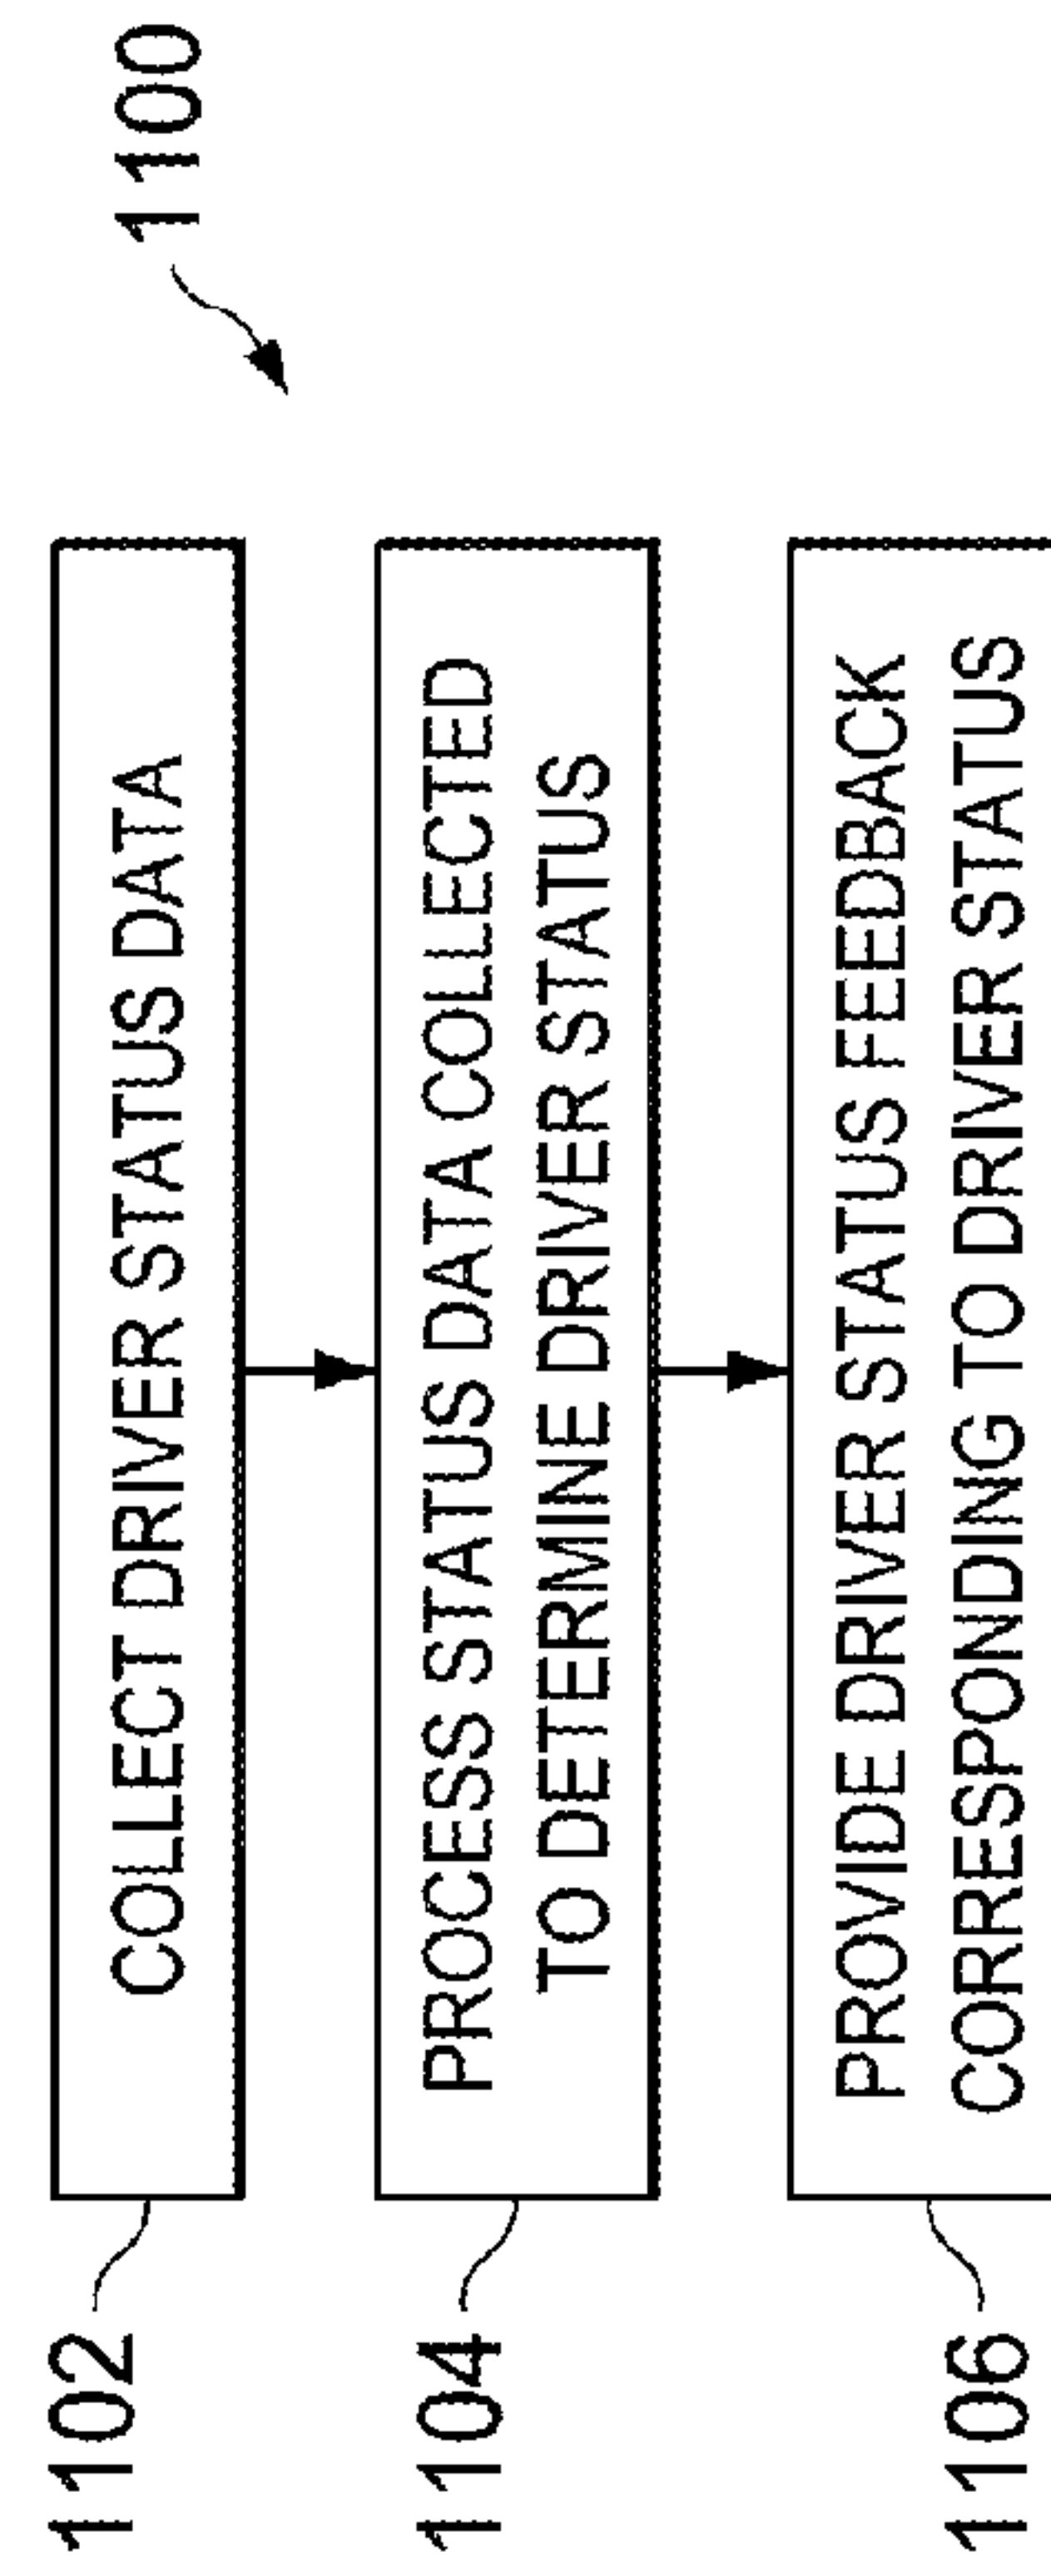 1100
1102
COLLECT DRIVER STATUS DATA
1104
PROCESS STATUS DATA COLLECTED
TO DETERMINE DRIVER STATUS
1106
PROVIDE DRIVER STATUS FEEDBACK
CORRESPONDING TO DRIVER STATUS